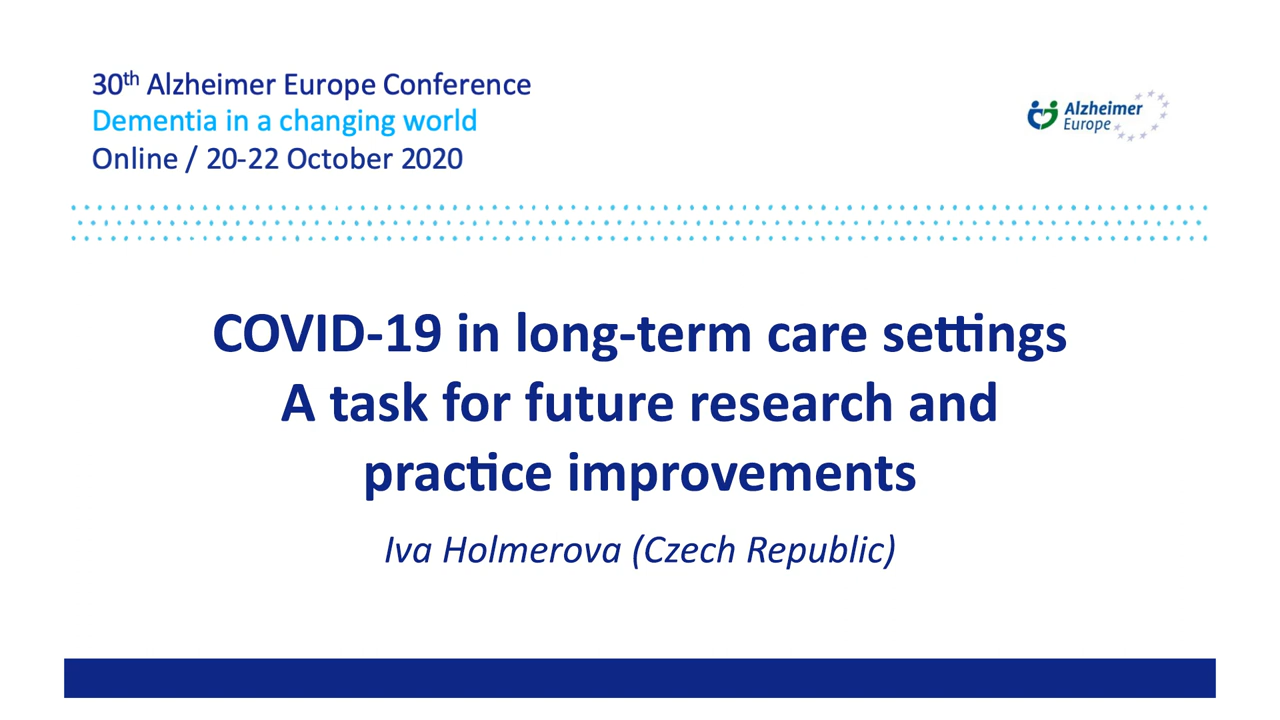 30th Alzheimer Europe Conference
Dementia in a changing world
Online / 20-22 October 2020
Alzheimer
Europe
COVID-19 in long-term care settings
A task for future research and
practice improvements
Iva Holmerova (Czech Republic)